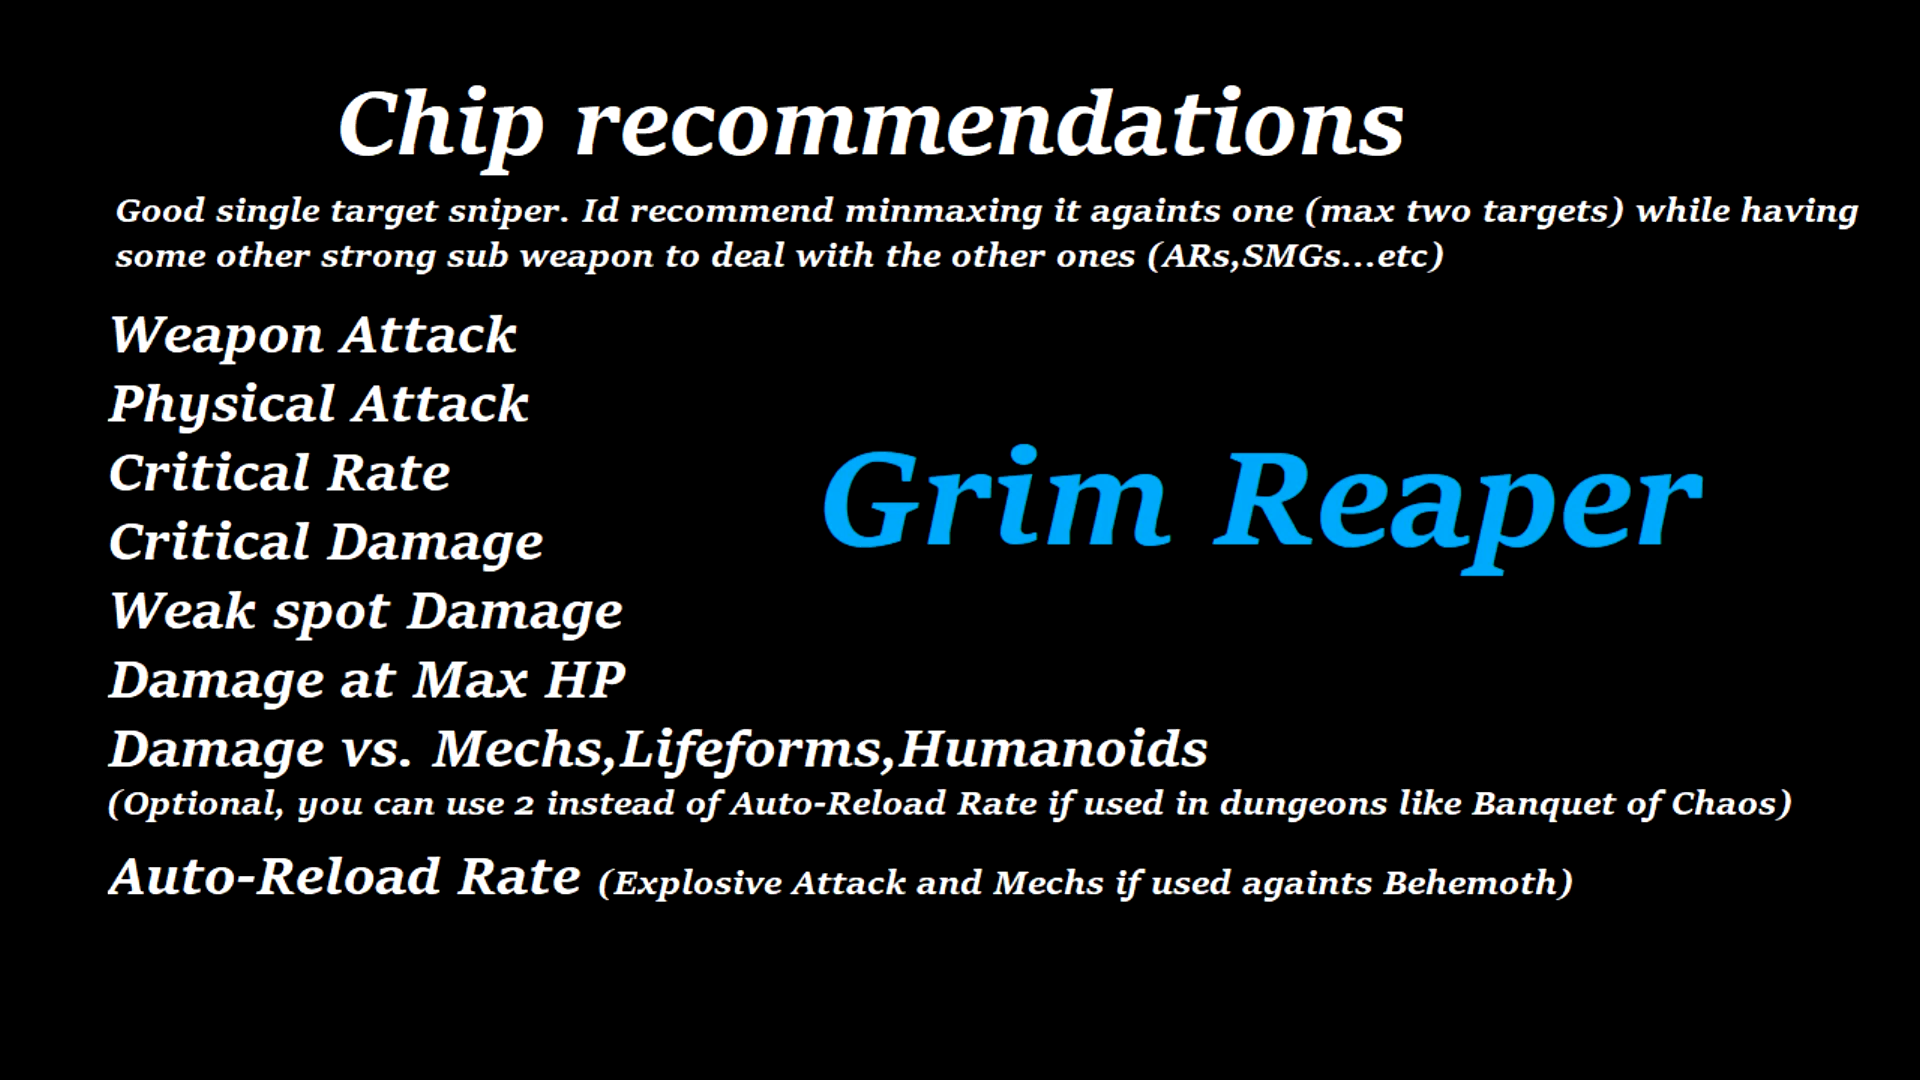 Chip recommendations
Good single target sniper. Id recommend minmaxing it againts one (max two targets) while having
some other strong sub weapon to deal with the other ones (ARs,SMGs...etc)
Weapon Attack
Physical Attack
Critical Rate
Grim Reaper
Critical Damage
Weak spot Damage
Damage at Max HP
Damage vs. Mechs,Lifeforms,Humanoids
(Optional, you can use 2 instead of Auto-Reload Rate if used in dungeons like Banquet of Chaos)
Auto-Reload Rate (Explosive Attack and Mechs if used againts Behemoth)